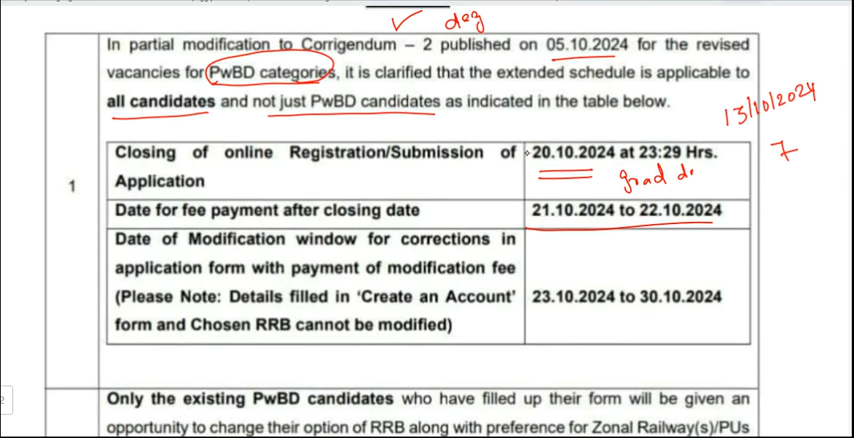 ✓ deg
In partial modification to Corrigendum – 2 published on 05.10.2024 for the revised
vacancies for PwBD categories, it is clarified that the extended schedule is applicable to
all candidates and not just PwBD candidates as indicated in the table below.
13/10/2024
1
Closing of online Registration/Submission of Application
20.10.2024 at 23:29 Hrs.
7
grad de
Date for fee payment after closing date
21.10.2024 to 22.10.2024
Date of Modification window for corrections in
application form with payment of modification fee
(Please Note: Details filled in ‘Create an Account’
form and Chosen RRB cannot be modified)
23.10.2024 to 30.10.2024
Only the existing PwBD candidates who have filled up their form will be given an
opportunity to change their option of RRB along with preference for Zonal Railway(s)/PUs